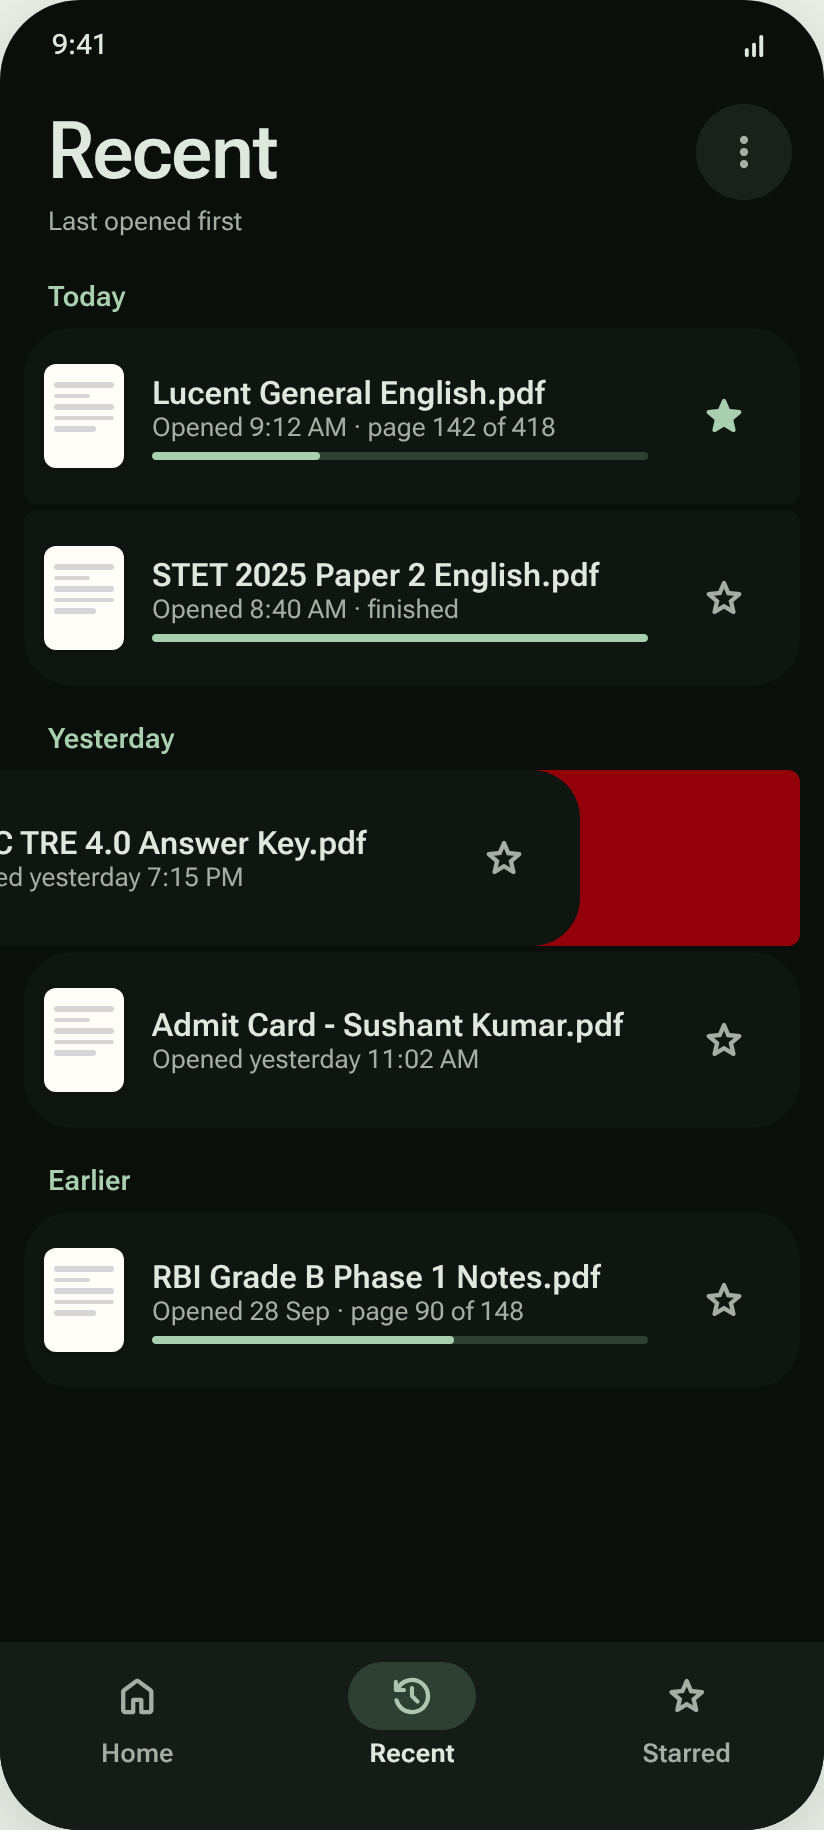 9:41
Recent
Last opened first
Today
Lucent General English.pdf
Opened 9:12 AM · page 142 of 418
STET 2025 Paper 2 English.pdf
Opened 8:40 AM · finished
Yesterday
C TRE 4.0 Answer Key.pdf
ed yesterday 7:15 PM
Admit Card - Sushant Kumar.pdf
Opened yesterday 11:02 AM
Earlier
RBI Grade B Phase 1 Notes.pdf
Opened 28 Sep · page 90 of 148
Home
Recent
Starred